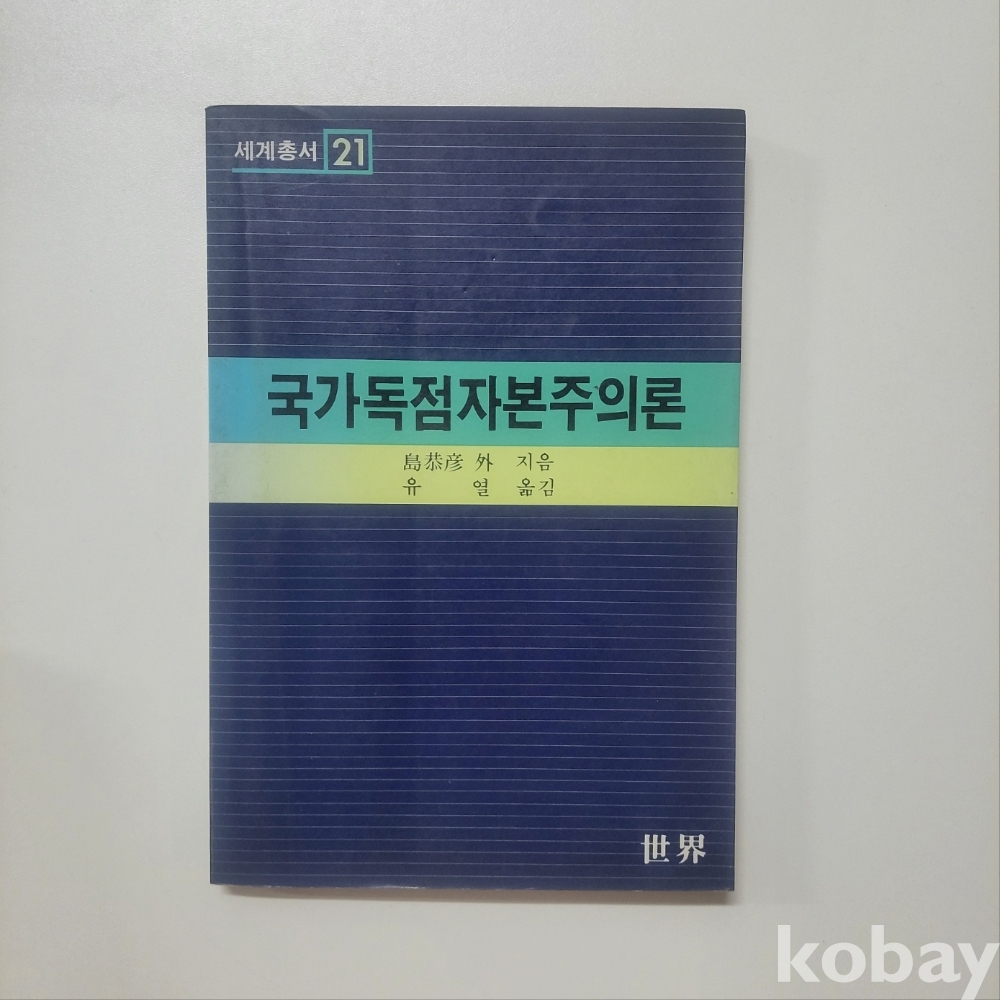 세계총서 21
국가독점자본주의론
島恭彦 外 지음
유 열 옮김
世界
kobay